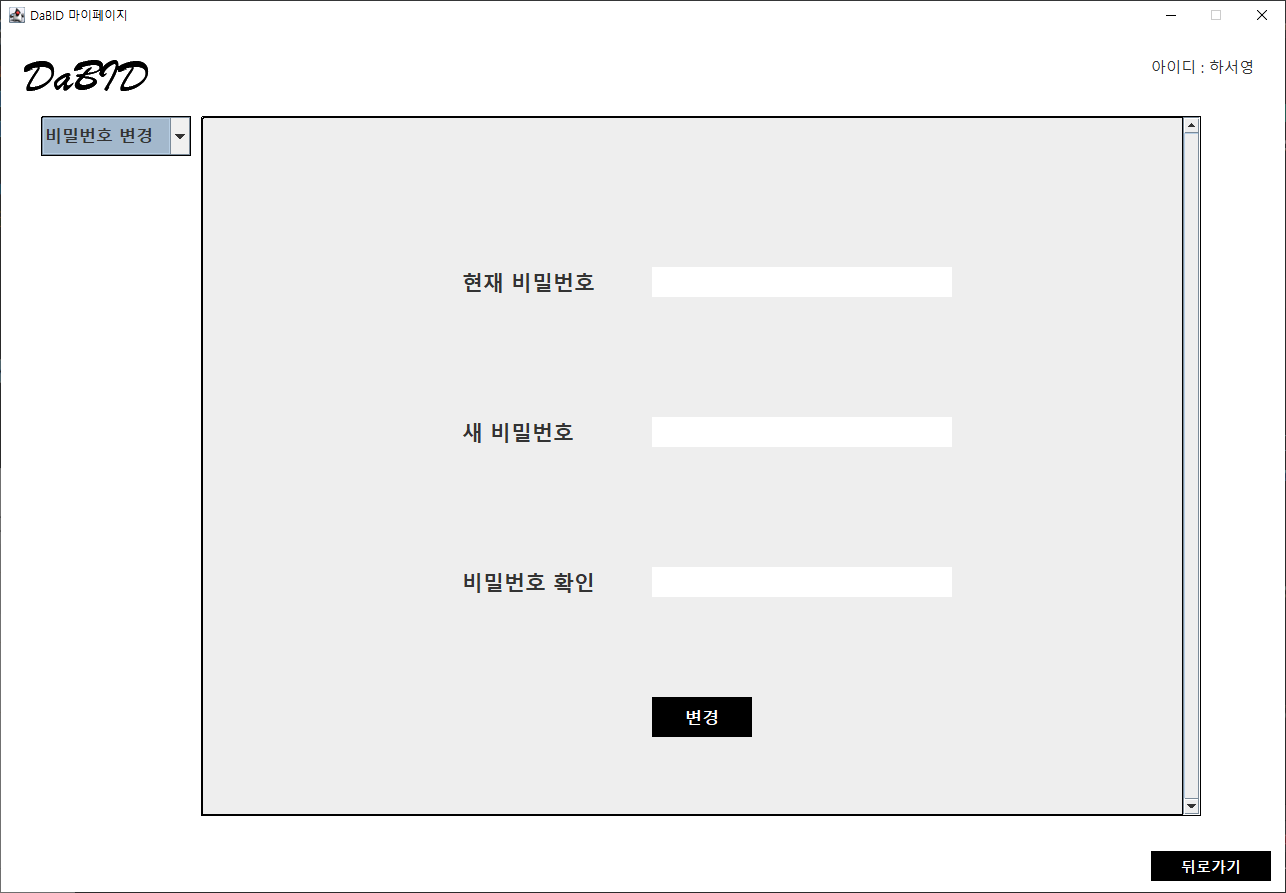 DaBID 마이페이지
DaBID
아이디 : 하서영
비밀번호 변경
현재 비밀번호
새 비밀번호
비밀번호 확인
변경
뒤로가기